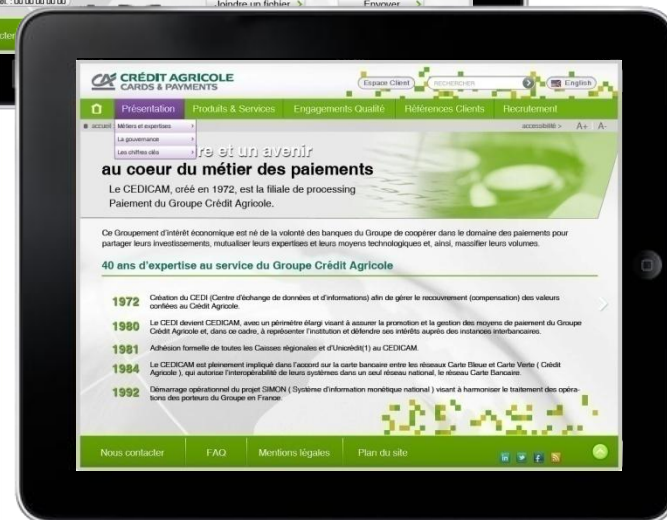 Tél. : 00 00 00 00 00
Joindre un fichier >
Envoyer >
CA CRÉDIT AGRICOLE
CARDS & PAYMENTS
Espace Client
RECHERCHER
English
Présentation
Produits & Services
Engagements Qualité
Références Clients
Recrutement
accueil
Métiers et expertises
accessibilité >
A+
A-
La gouvernance
Les chiffres clés
re et un avenir
au coeur du métier des paiements
Le CEDICAM, créé en 1972, est la filiale de processing
Paiement du Groupe Crédit Agricole.
Ce Groupement d'intérêt économique est né de la volonté des banques du Groupe de coopérer dans le domaine des paiements pour
partager leurs investissements, mutualiser leurs expertises et leurs moyens technologiques et, ainsi, massifier leurs volumes.
40 ans d'expertise au service du Groupe Crédit Agricole
1972 Création du CEDI (Centre d'échange de données et d'informations) afin de gérer le recouvrement (compensation) des valeurs
confiées au Crédit Agricole.
1980 Le CEDI devient CEDICAM, avec un périmètre élargi visant à assurer la promotion et la gestion des moyens de paiement du Groupe
Crédit Agricole et, dans ce cadre, à représenter l'institution et défendre ses intérêts auprès des instances interbancaires.
1981 Adhésion formelle de toutes les Caisses régionales et d'Unicrédit(1) au CEDICAM.
1984 Le CEDICAM est pleinement impliqué dans l'accord sur la carte bancaire entre les réseaux Carte Bleue et Carte Verte ( Crédit
Agricole ), qui autorise l'interopérabilité de leurs systèmes dans un seul réseau national, le réseau Carte Bancaire.
1992 Démarrage opérationnel du projet SIMON ( Système d'information monétique national ) visant à harmoniser le traitement des opéra-
tions des porteurs du Groupe en France.
Nous contacter
FAQ
Mentions légales
Plan du site